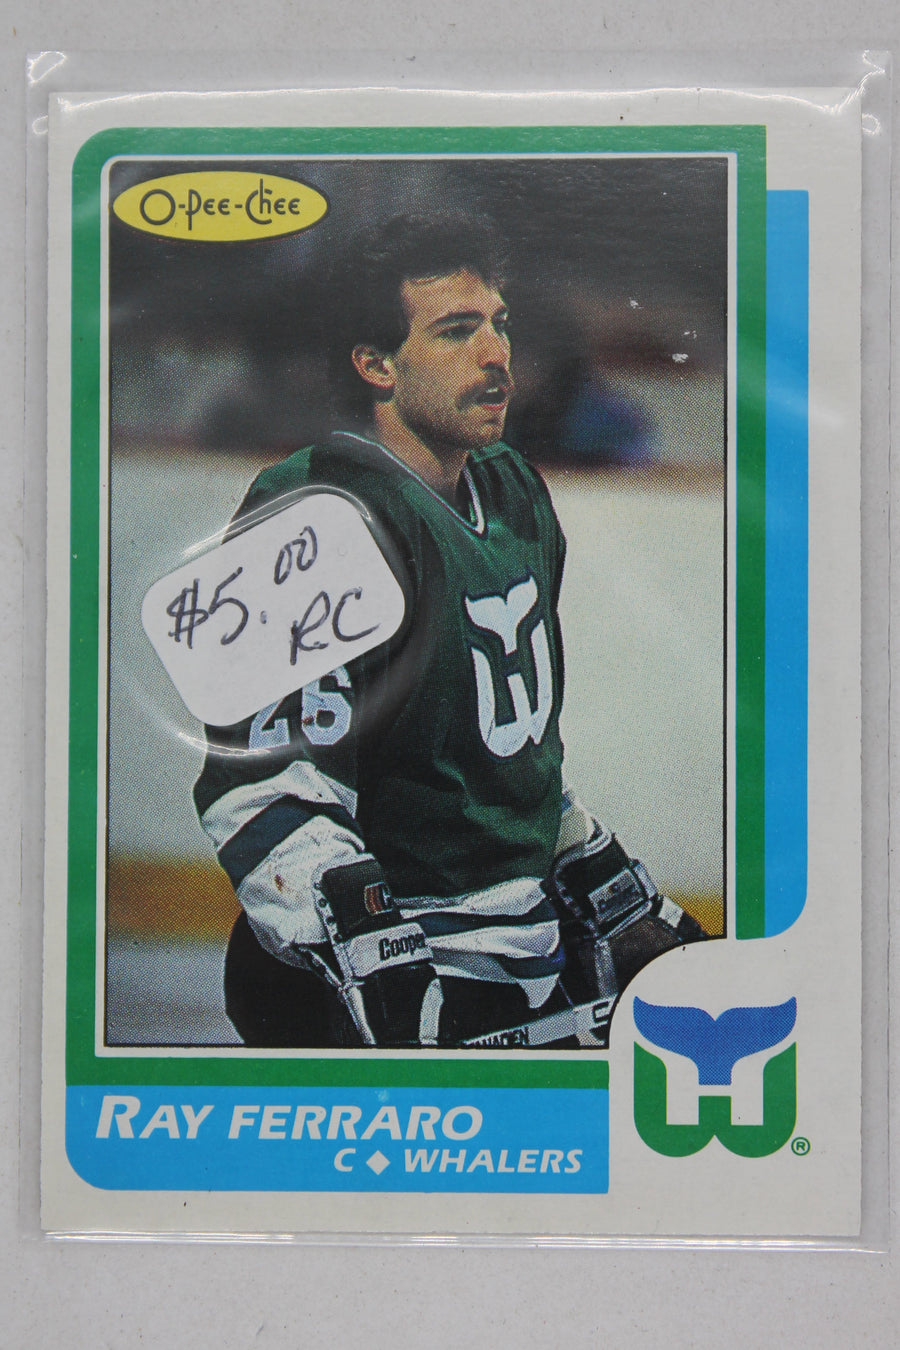 O-Pee-Chee
$5.00
RC
26
Cooper
RAY FERRARO
C ◆ WHALERS
®